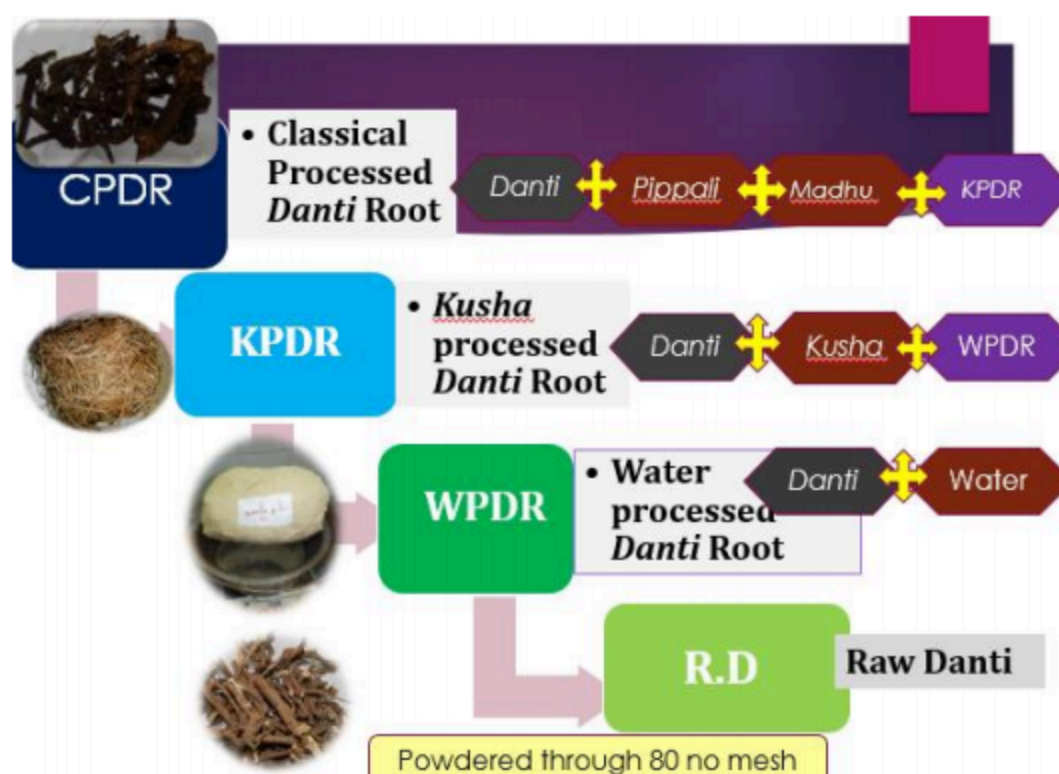 CPDR
• Classical
Processed
Danti Root
Danti
Pippali
Madhu
KPDR
KPDR
• Kusha
processed
Danti Root
Danti
Kusha
WPDR
WPDR
• Water
processed
Danti Root
Danti
Water
R.D
Raw Danti
Powdered through 80 no mesh